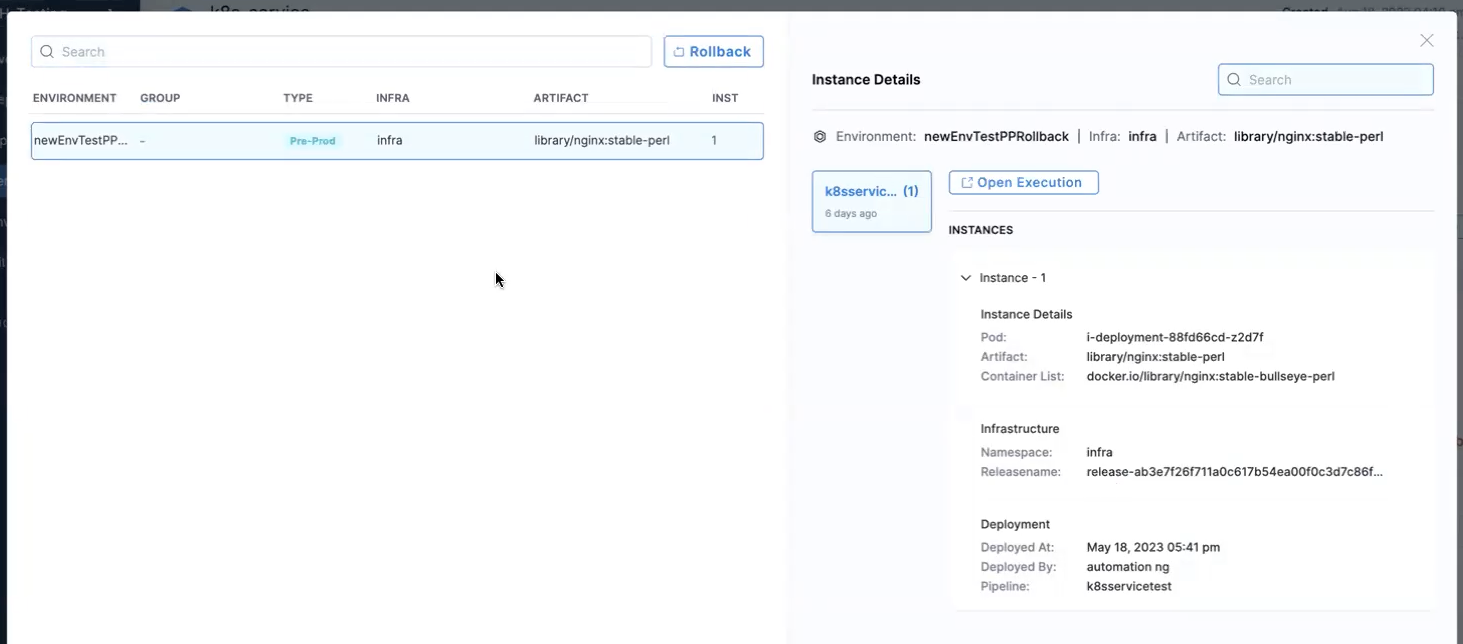 k8s-service
Search
Rollback
ENVIRONMENT GROUP TYPE INFRA ARTIFACT INST
newEnvTestPP... - Pre-Prod infra library/nginx:stable-perl 1
Instance Details
Search
Environment: newEnvTestPPRollback | Infra: infra | Artifact: library/nginx:stable-perl
k8sservic... (1)
6 days ago
Open Execution
INSTANCES
Instance - 1
Instance Details
Pod: i-deployment-88fd66cd-z2d7f
Artifact: library/nginx:stable-perl
Container List: docker.io/library/nginx:stable-bullseye-perl
Infrastructure
Namespace: infra
Releasename: release-ab3e7f26f711a0c617b54ea00f0c3d7c86f...
Deployment
Deployed At: May 18, 2023 05:41 pm
Deployed By: automation ng
Pipeline: k8sservicetest